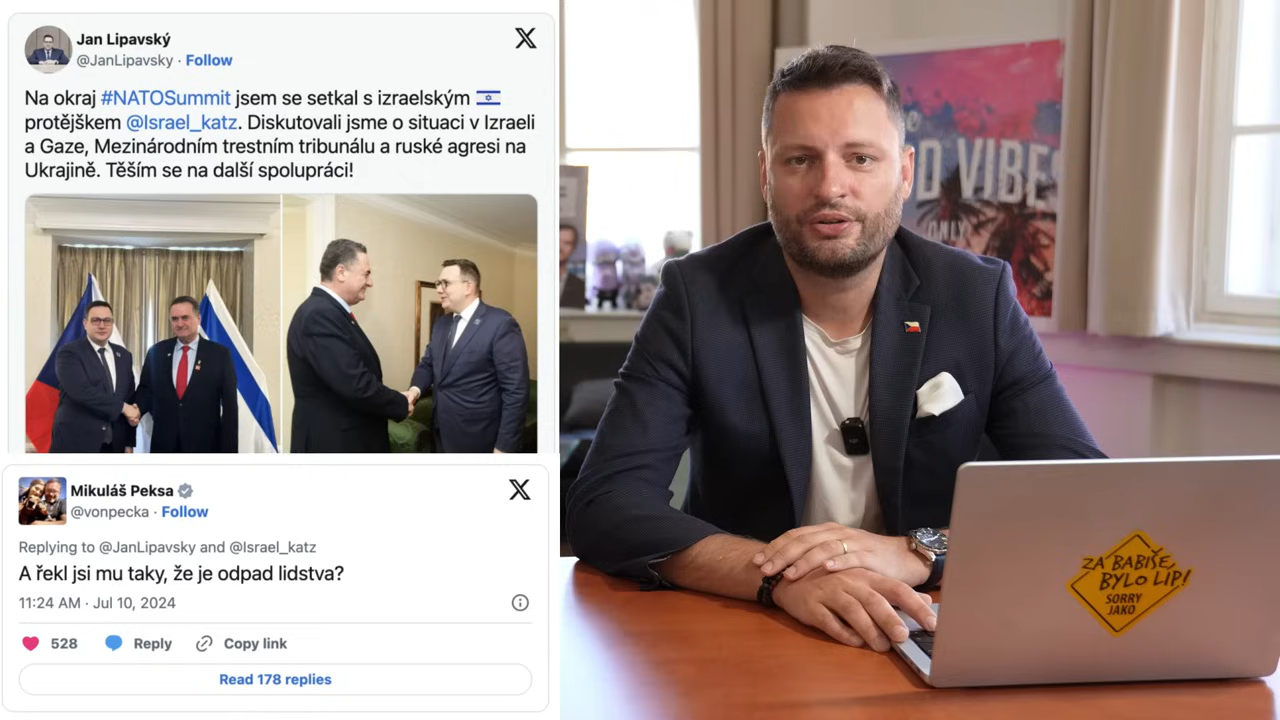 Jan Lipavský
@JanLipavsky · Follow
Na okraj #NATOSummit jsem se setkal s izraelským 🇮🇱
protějškem @Israel_katz. Diskutovali jsme o situaci v Izraeli
a Gaze, Mezinárodním trestním tribunálu a ruské agresi na
Ukrajině. Těším se na další spolupráci!
Mikuláš Peksa
@vonpecka · Follow
Replying to @JanLipavsky and @Israel_katz
A řekl jsi mu taky, že je odpad lidstva?
11:24 AM · Jul 10, 2024
528 Reply Copy link
Read 178 replies
VIBES
ONLY
ZA BABIŠE,
BYLO LÍP!
SORRY
JAKO